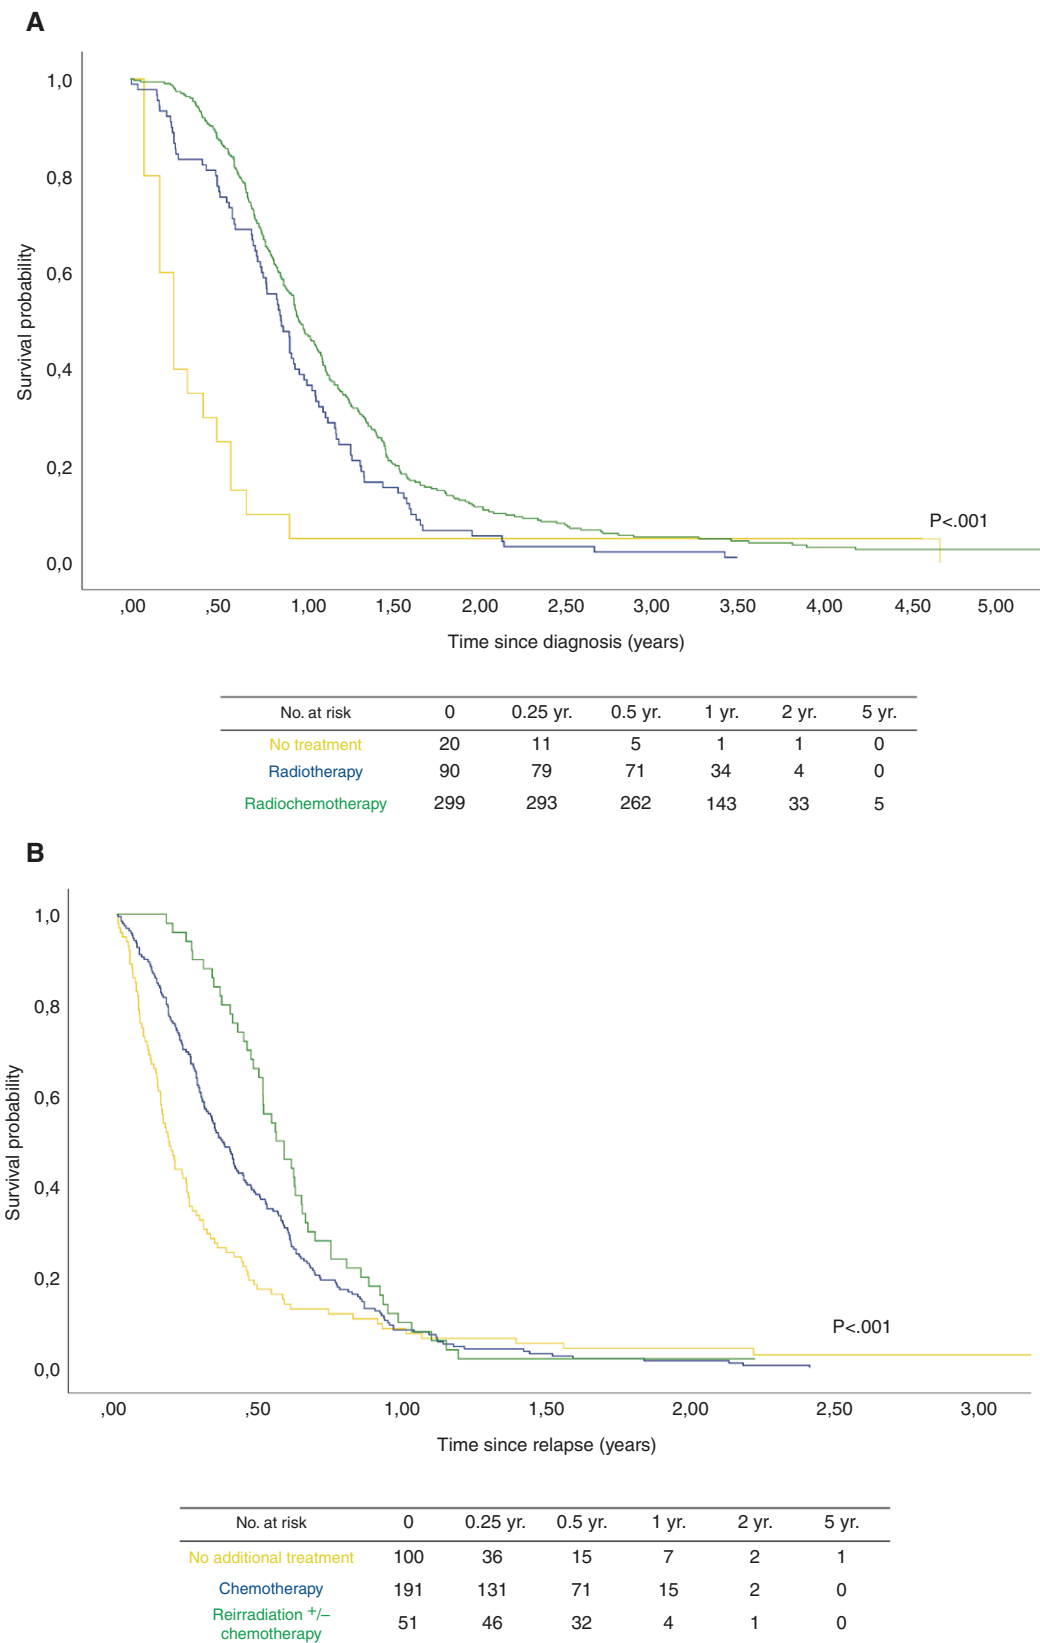 A
1,0
0,8
0,6
0,4
0,2
0,0
Survival probability
P<.001
,00 ,50 1,00 1,50 2,00 2,50 3,00 3,50 4,00 4,50 5,00
Time since diagnosis (years)
No. at risk 0 0.25 yr. 0.5 yr. 1 yr. 2 yr. 5 yr.
No treatment 20 11 5 1 1 0
Radiotherapy 90 79 71 34 4 0
Radiochemotherapy 299 293 262 143 33 5
B
1,0
0,8
0,6
0,4
0,2
0,0
Survival probability
P<.001
,00 ,50 1,00 1,50 2,00 2,50 3,00
Time since relapse (years)
No. at risk 0 0.25 yr. 0.5 yr. 1 yr. 2 yr. 5 yr.
No additional treatment 100 36 15 7 2 1
Chemotherapy 191 131 71 15 2 0
Reirradiation +/–
chemotherapy 51 46 32 4 1 0